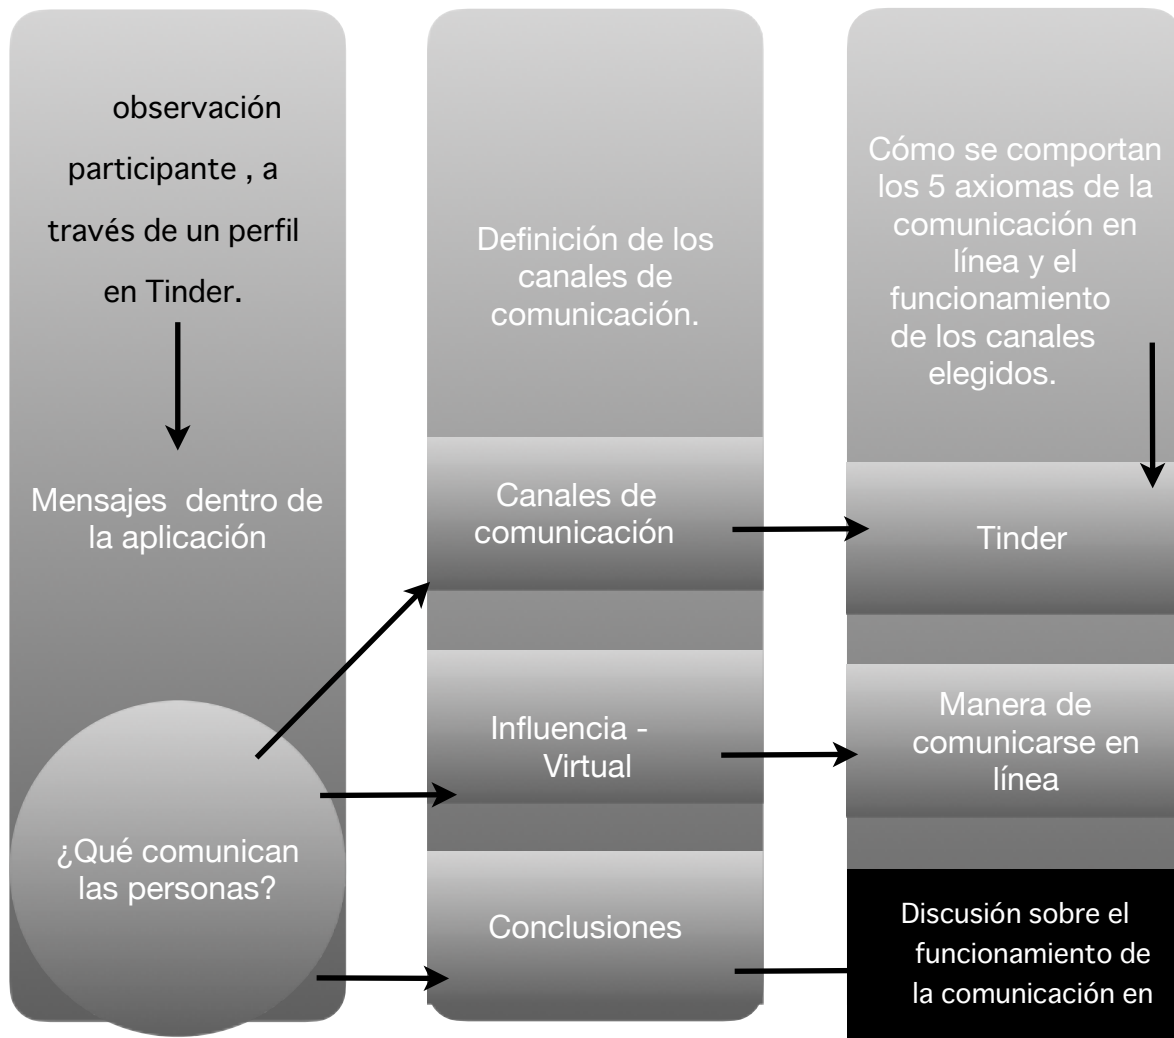 observación
participante , a
través de un perfil
en Tinder.
Mensajes dentro de
la aplicación
¿Qué comunican
las personas?
Definición de los
canales de
comunicación.
Canales de
comunicación
Influencia -
Virtual
Conclusiones
Cómo se comportan
los 5 axiomas de la
comunicación en
línea y el
funcionamiento
de los canales
elegidos.
Tinder
Manera de
comunicarse en
línea
Discusión sobre el
funcionamiento de
la comunicación en